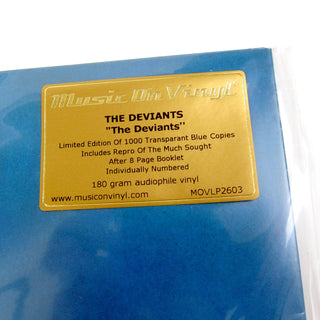 Music On Vinyl
THE DEVIANTS
"The Deviants"
Limited Edition Of 1000 Transparant Blue Copies
Includes Repro Of The Much Sought
After 8 Page Booklet
Individually Numbered
180 gram audiophile vinyl
www.musiconvinyl.com MOVLP2603